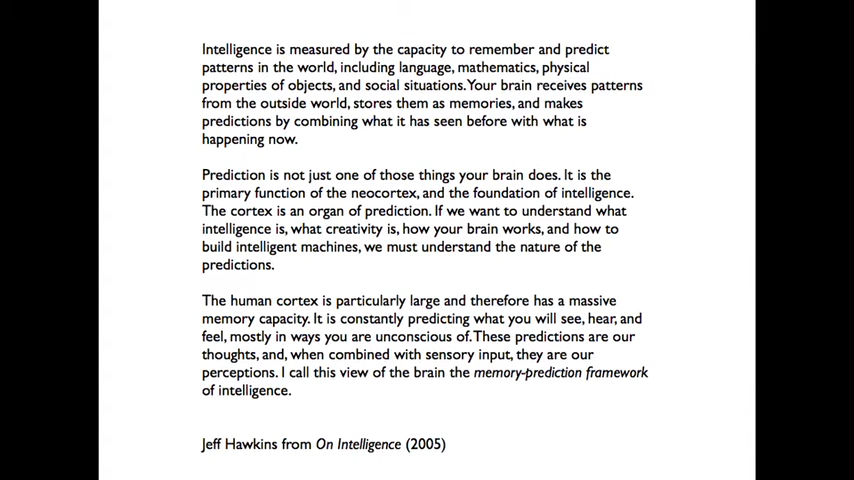 Intelligence is measured by the capacity to remember and predict
patterns in the world, including language, mathematics, physical
properties of objects, and social situations. Your brain receives patterns
from the outside world, stores them as memories, and makes
predictions by combining what it has seen before with what is
happening now.
Prediction is not just one of those things your brain does. It is the
primary function of the neocortex, and the foundation of intelligence.
The cortex is an organ of prediction. If we want to understand what
intelligence is, what creativity is, how your brain works, and how to
build intelligent machines, we must understand the nature of the
predictions.
The human cortex is particularly large and therefore has a massive
memory capacity. It is constantly predicting what you will see, hear, and
feel, mostly in ways you are unconscious of. These predictions are our
thoughts, and, when combined with sensory input, they are our
perceptions. I call this view of the brain the memory-prediction framework
of intelligence.
Jeff Hawkins from On Intelligence (2005)